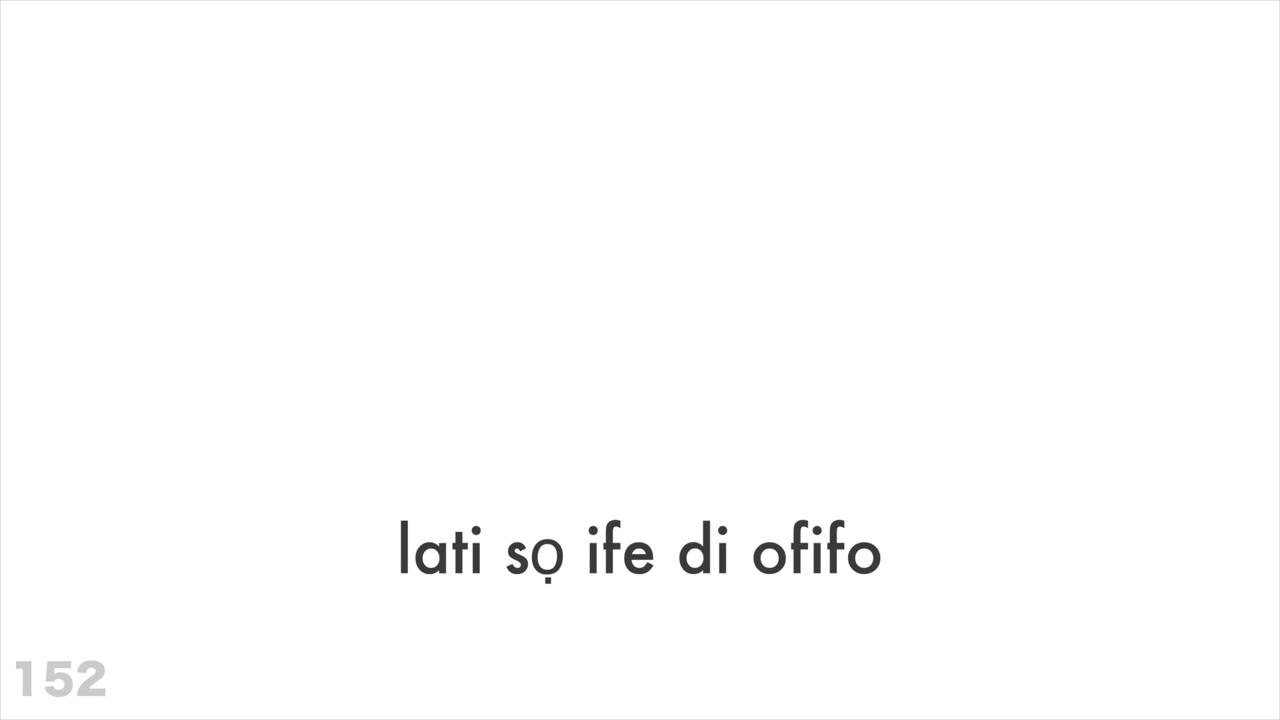 lati sọ ife di ofifo
152